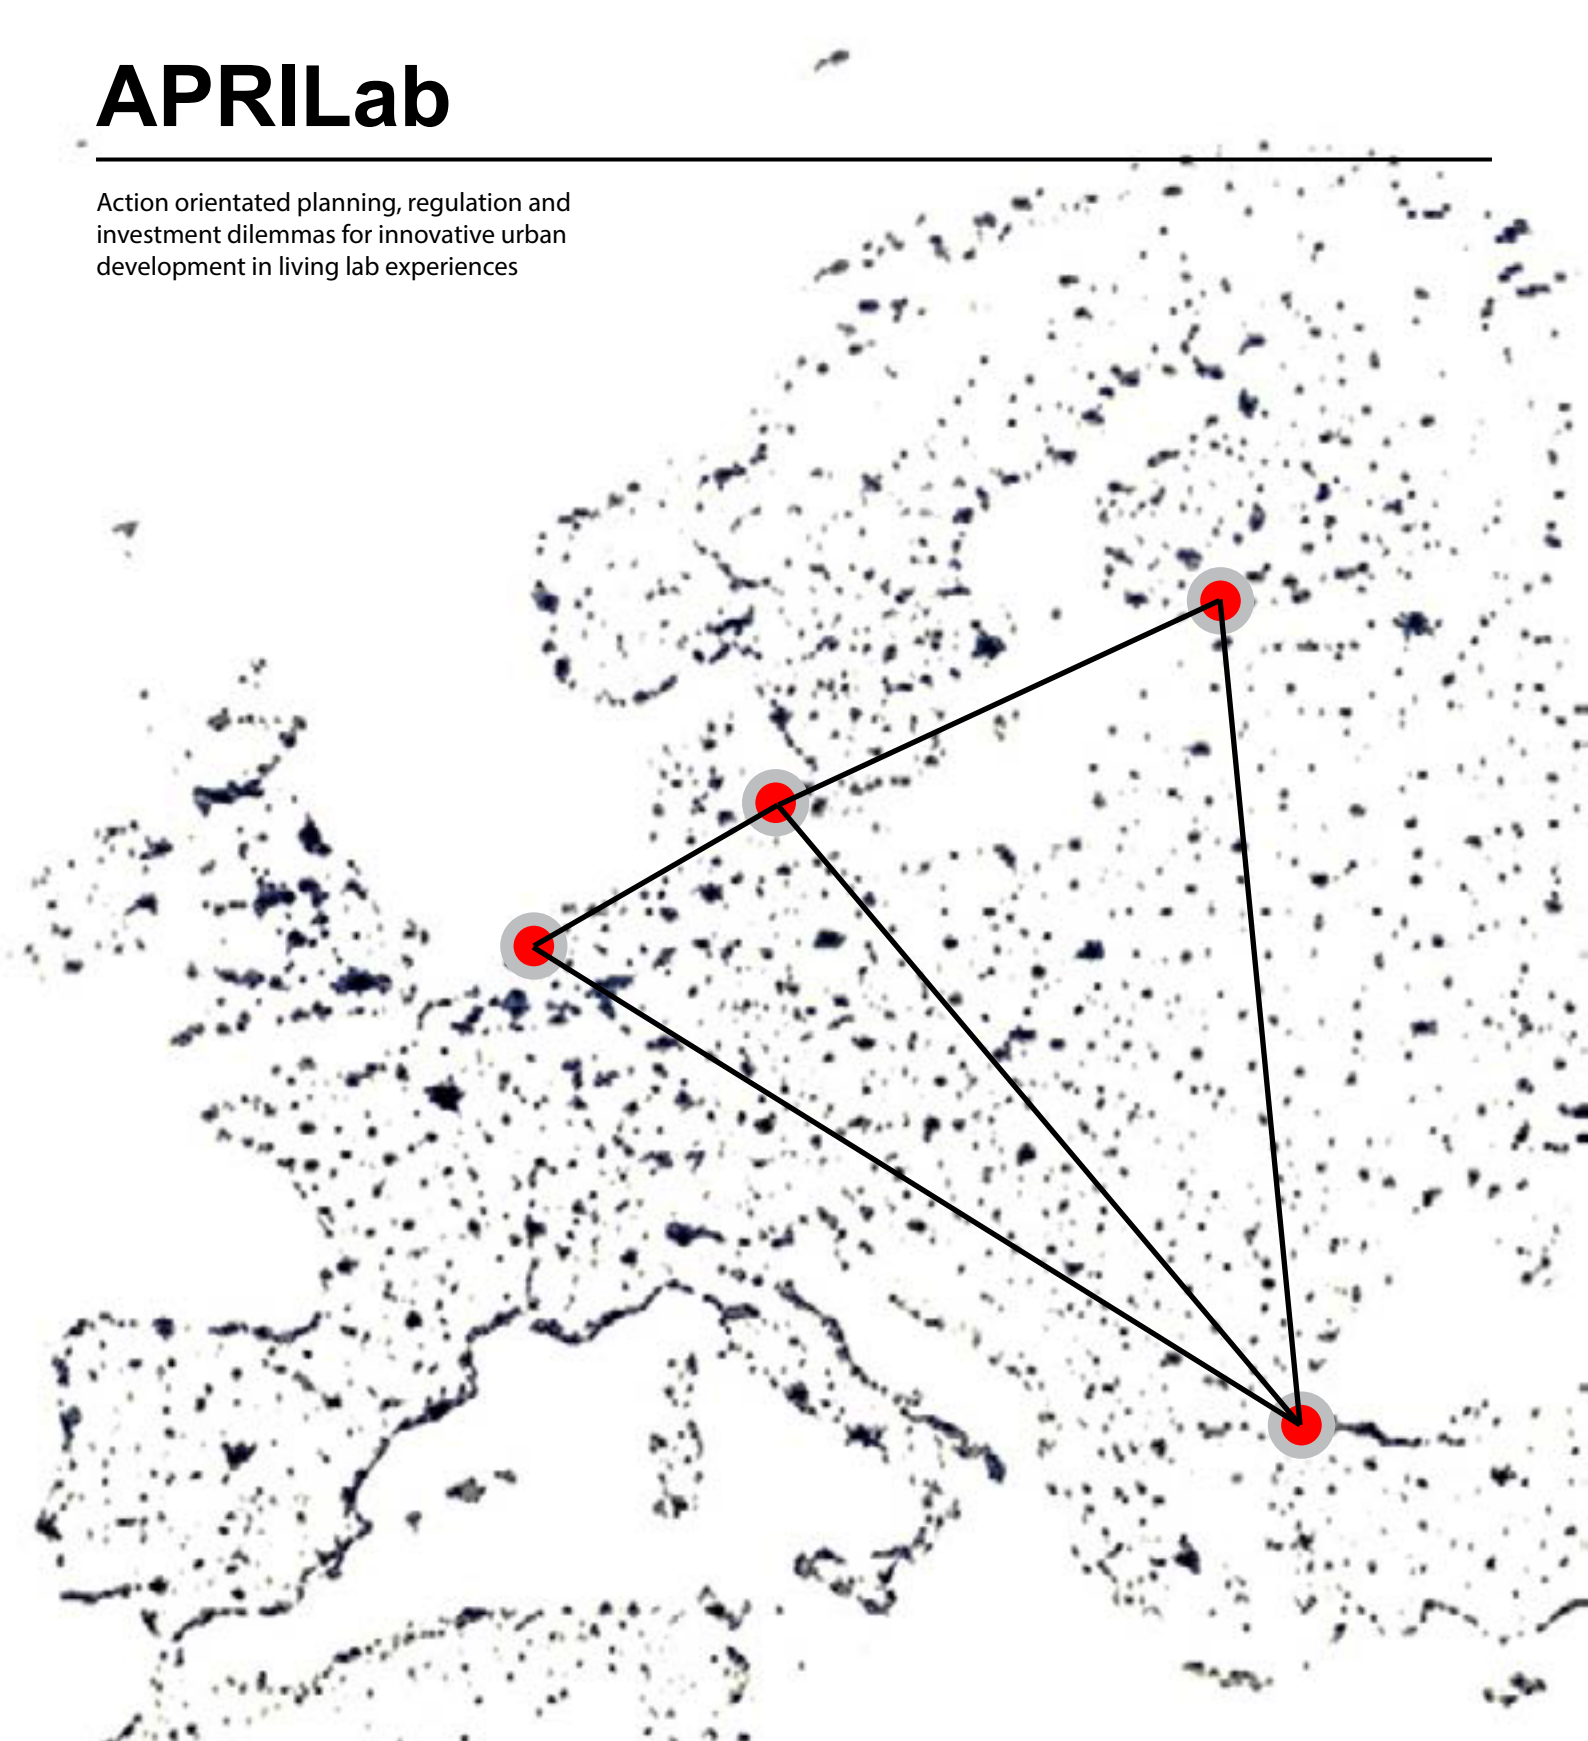 APRILab
Action orientated planning, regulation and
investment dilemmas for innovative urban
development in living lab experiences